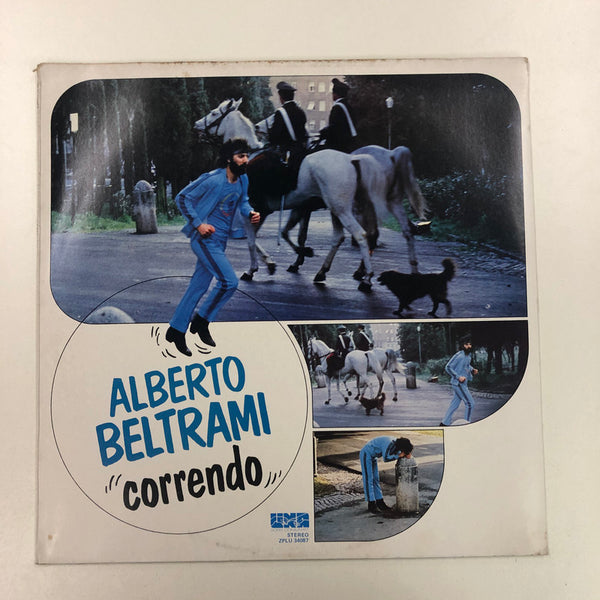 ALBERTO
BELTRAMI
"correndo"
STEREO
ZPLU 34087